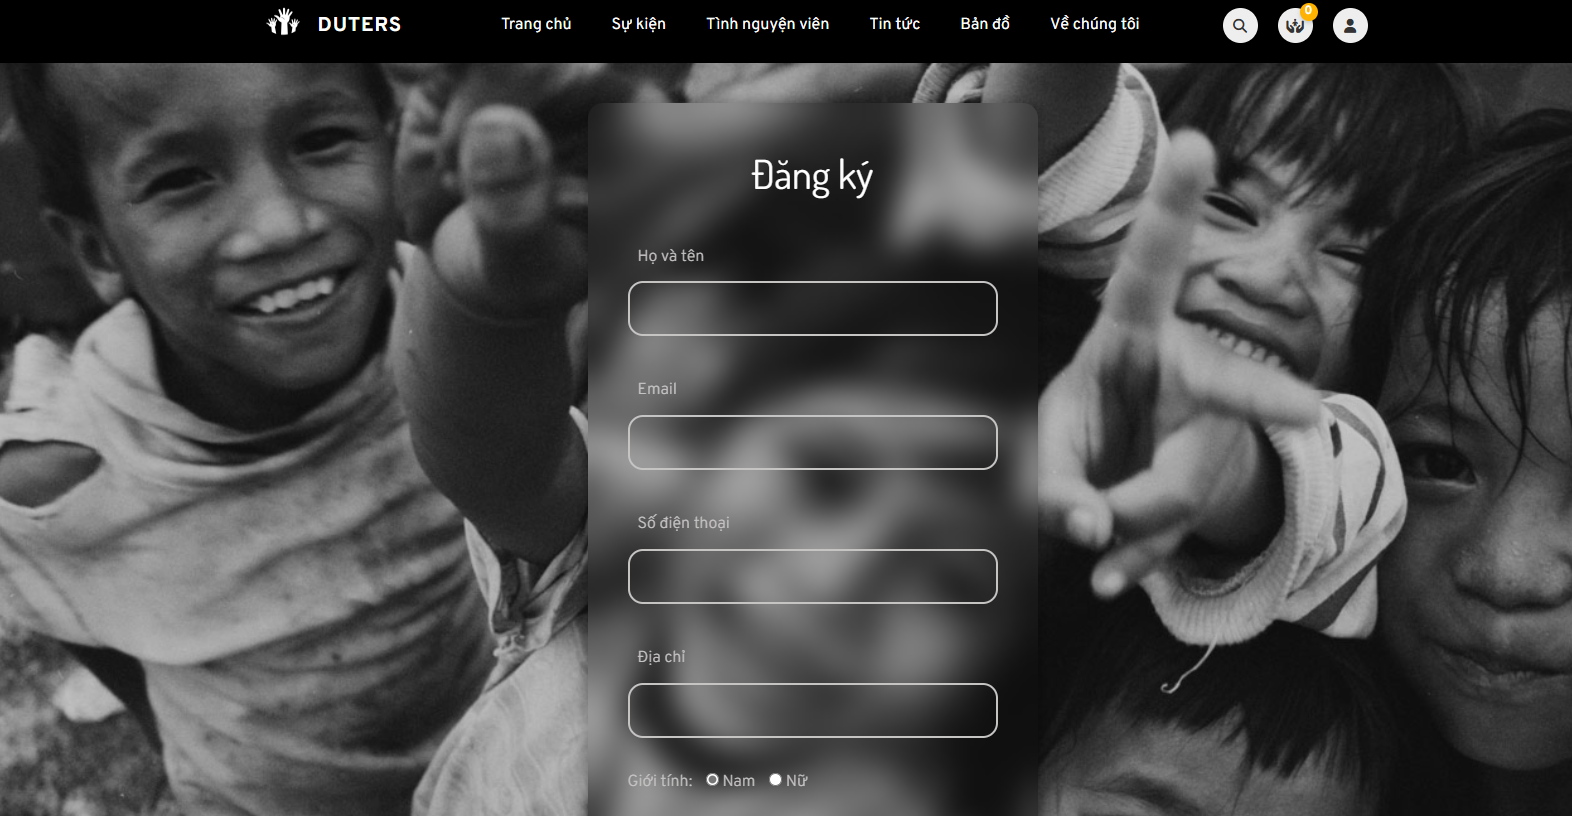 DUTERS
Trang chủ
Sự kiện
Tình nguyện viên
Tin tức
Bản đồ
Về chúng tôi
0
Đăng ký
Họ và tên
Email
Số điện thoại
Địa chỉ
Giới tính: Nam Nữ